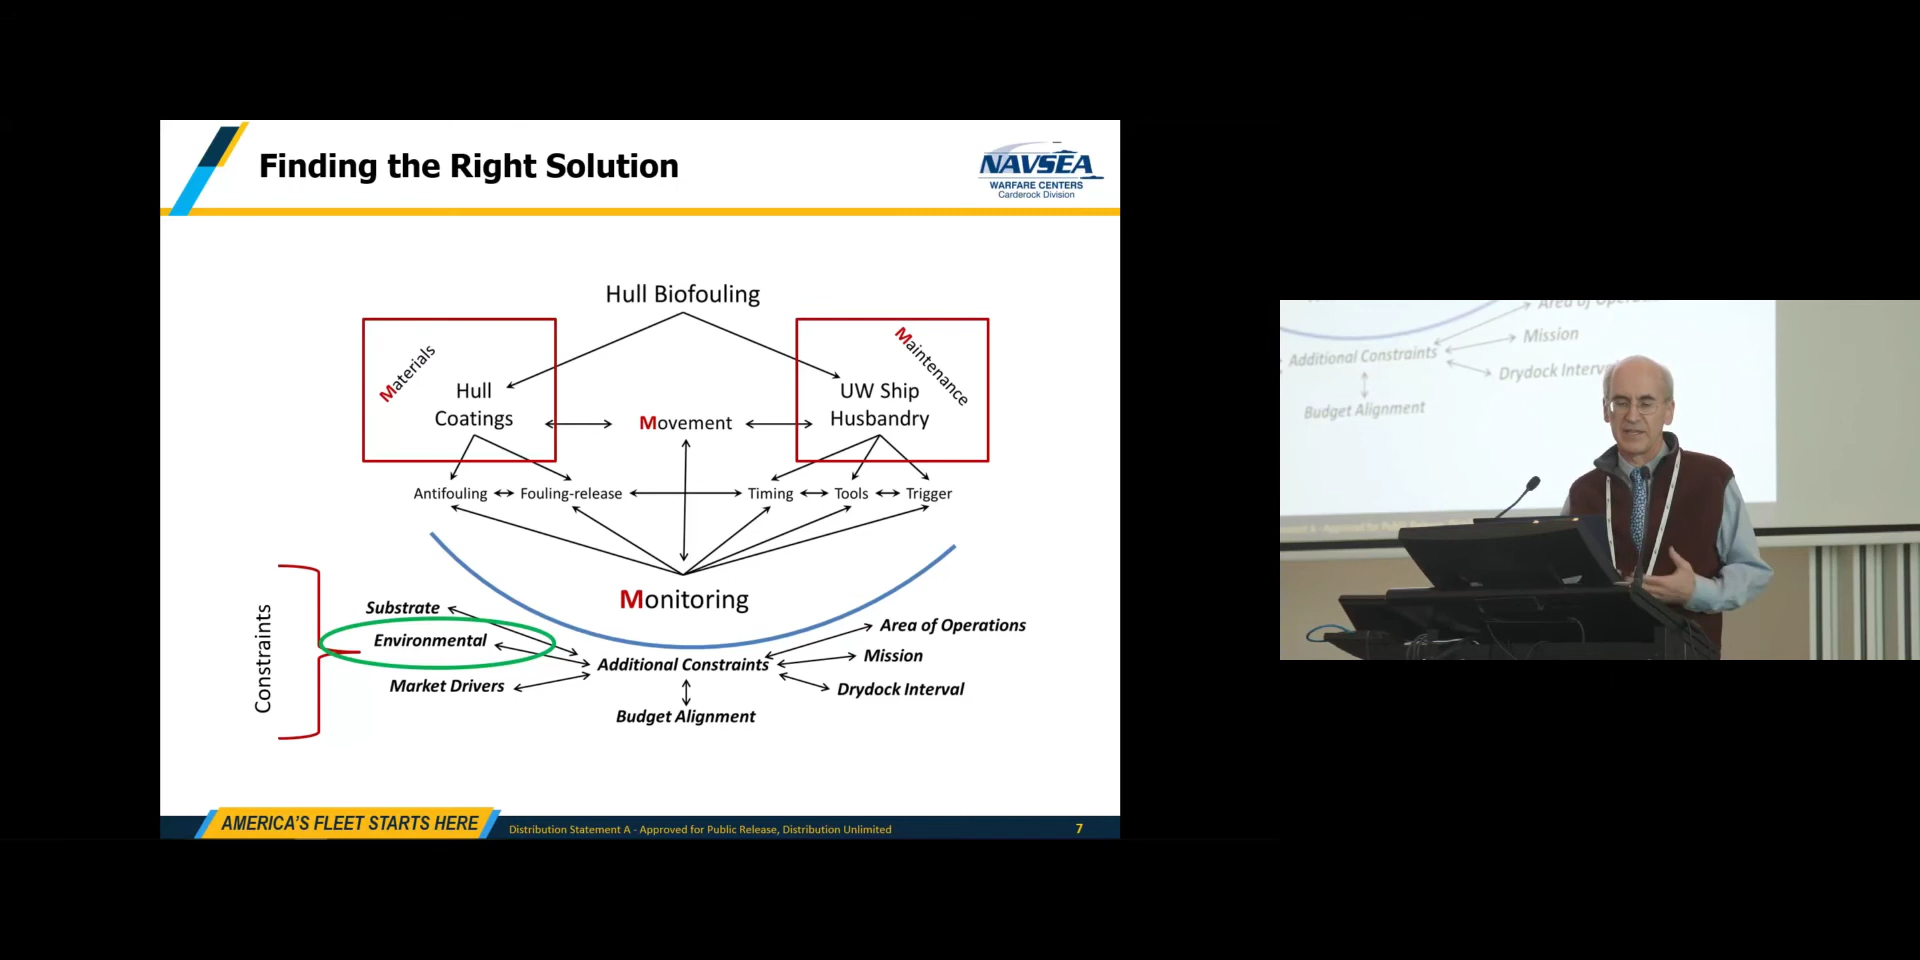 Finding the Right Solution
NAVSEA
WARFARE CENTERS
Carderock Division
Hull Biofouling
Materials
Maintenance
Hull
Coatings
Movement
UW Ship
Husbandry
Antifouling
Fouling-release
Timing
Tools
Trigger
Monitoring
Constraints
Substrate
Environmental
Market Drivers
Additional Constraints
Budget Alignment
Area of Operations
Mission
Drydock Interval
AMERICA'S FLEET STARTS HERE
Distribution Statement A - Approved for Public Release, Distribution Unlimited
7
Area of Opera
Mission
Additional Constraints
Drydock Interv
Budget Alignment